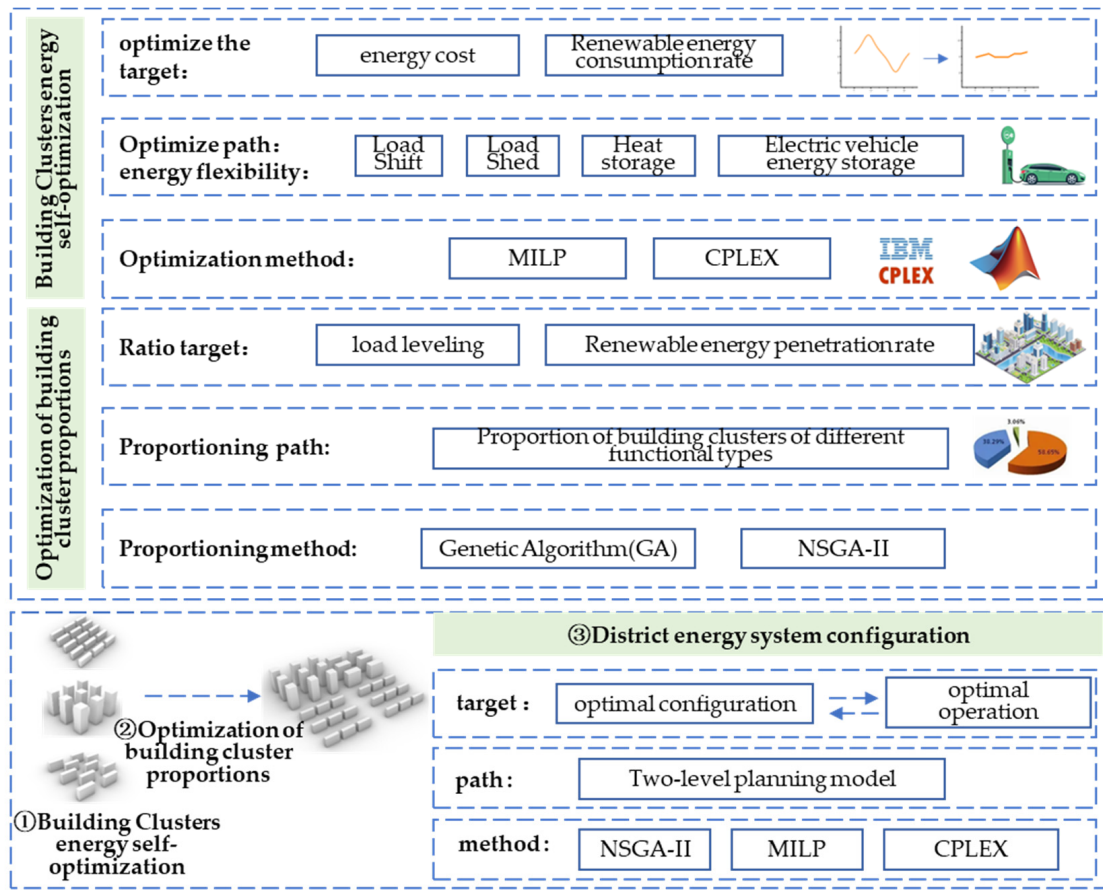 Building Clusters energy
self-optimization
optimize the
target:
energy cost
Renewable energy
consumption rate
Optimize path:
energy flexibility:
Load
Shift
Load
Shed
Heat
storage
Electric vehicle
energy storage
Optimization method:
MILP
CPLEX
IBM
CPLEX
Optimization of building
cluster proportions
Ratio target:
load leveling
Renewable energy penetration rate
Proportioning path:
Proportion of building clusters of different
functional types
3.06%
Proportioning method:
Genetic Algorithm(GA)
NSGA-II
②Optimization of
building cluster
proportions
①Building Clusters
energy self-
optimization
③District energy system configuration
target :
optimal configuration
optimal
operation
path:
Two-level planning model
method:
NSGA-II
MILP
CPLEX